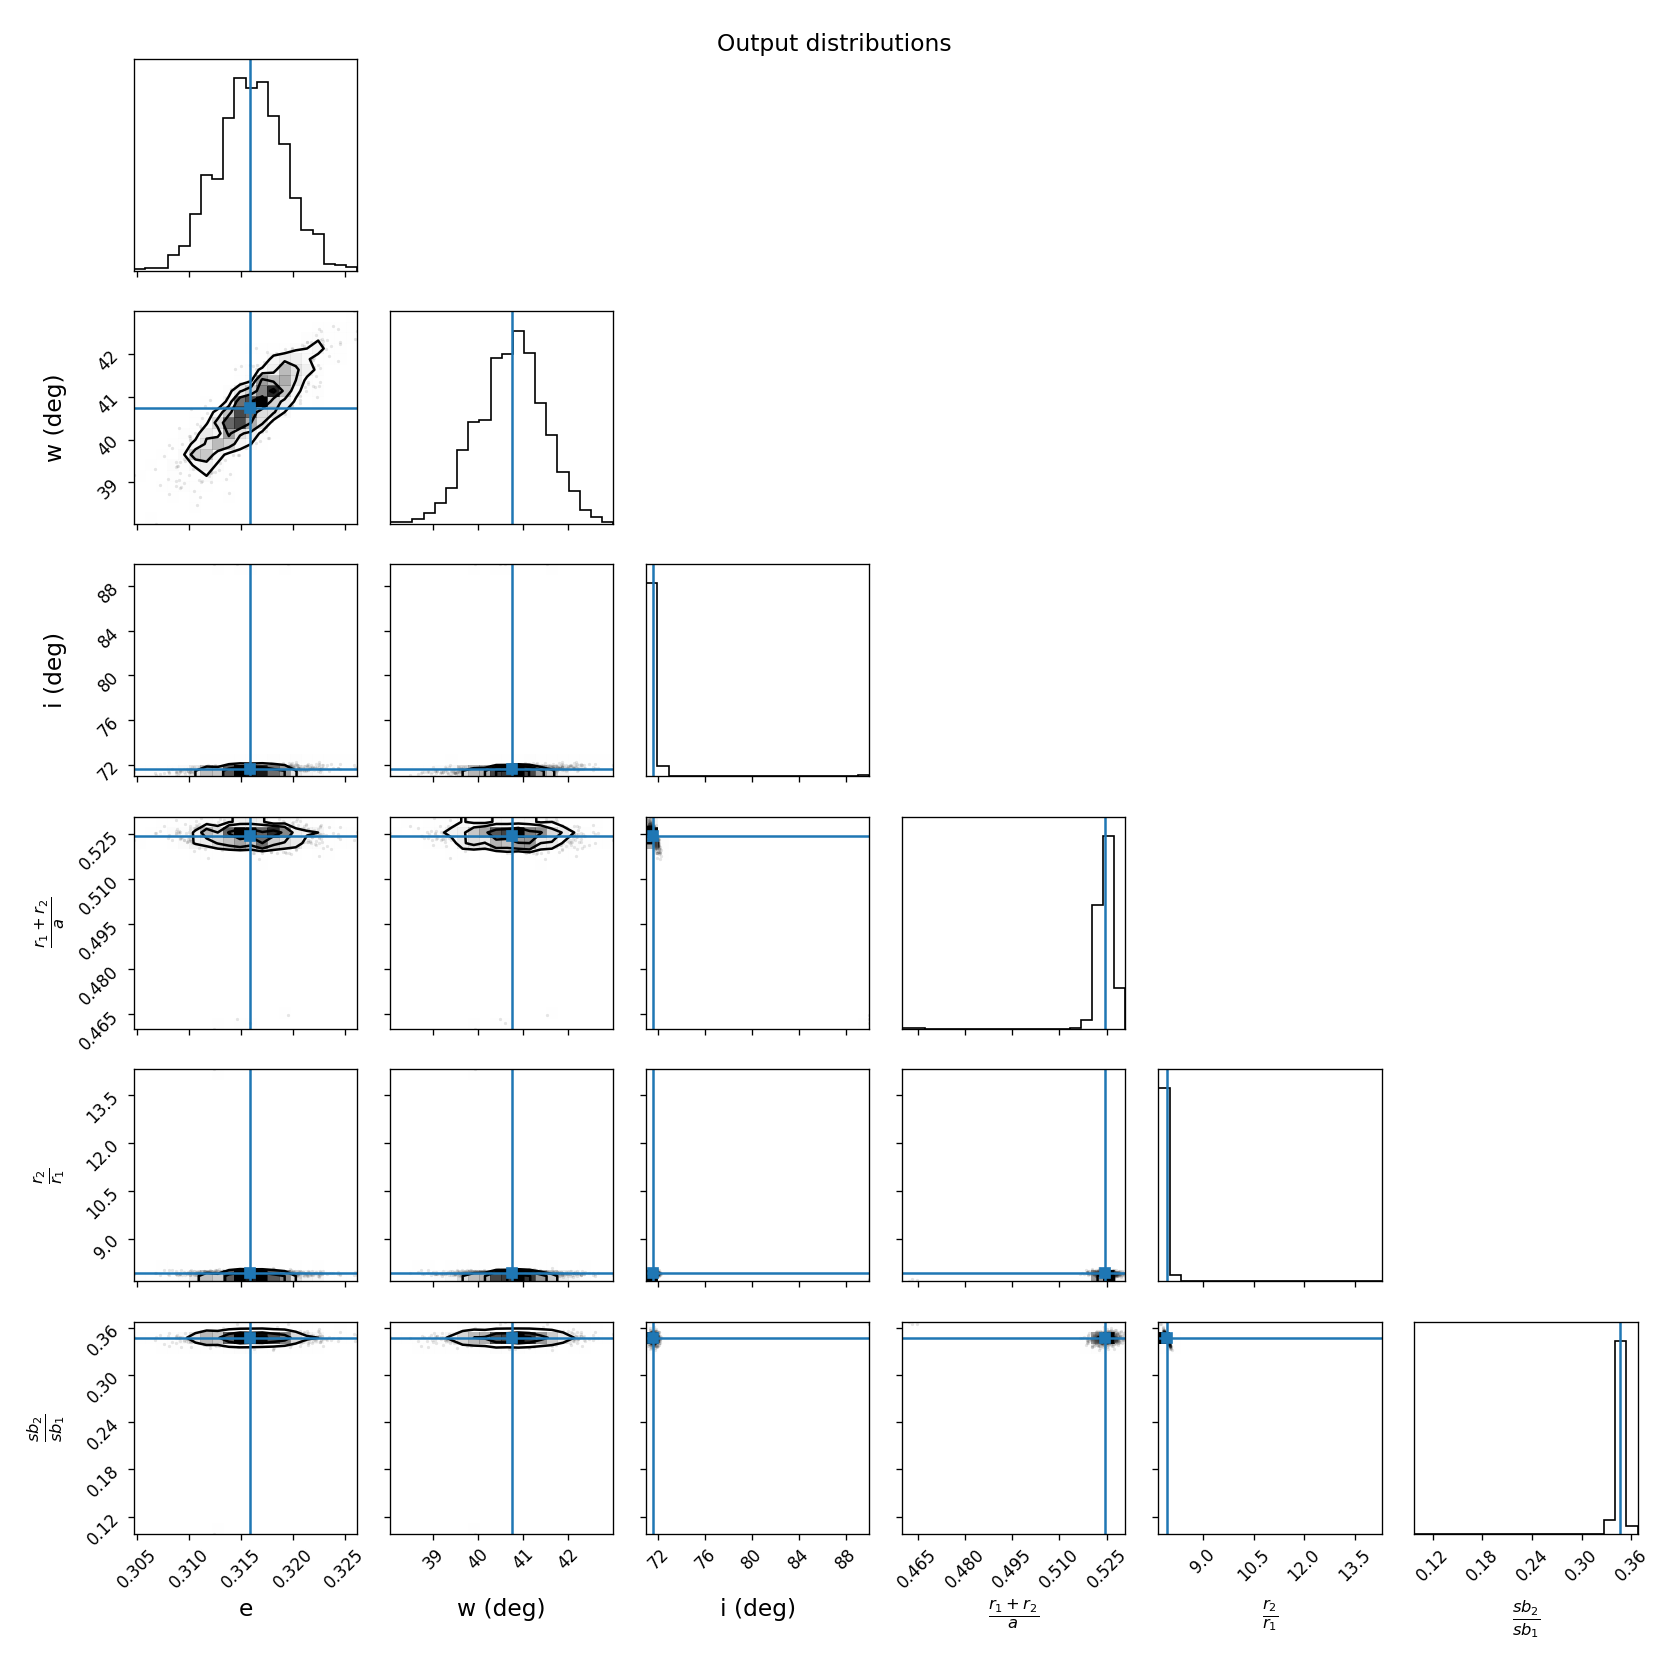 Output distributions
w (deg)
42
41
40
39
i (deg)
88
84
80
76
72
r₁ + r₂
a
0.525
0.510
0.495
0.480
0.465
r₂
r₁
13.5
12.0
10.5
9.0
sb₂
sb₁
0.36
0.30
0.24
0.18
0.12
0.305 0.310 0.315 0.320 0.325 39 40 41 42 72 76 80 84 88 0.465 0.480 0.495 0.510 0.525 9.0 10.5 12.0 13.5 0.12 0.18 0.24 0.30 0.36
e w (deg) i (deg) r₁ + r₂ r₂ sb₂
a r₁ sb₁